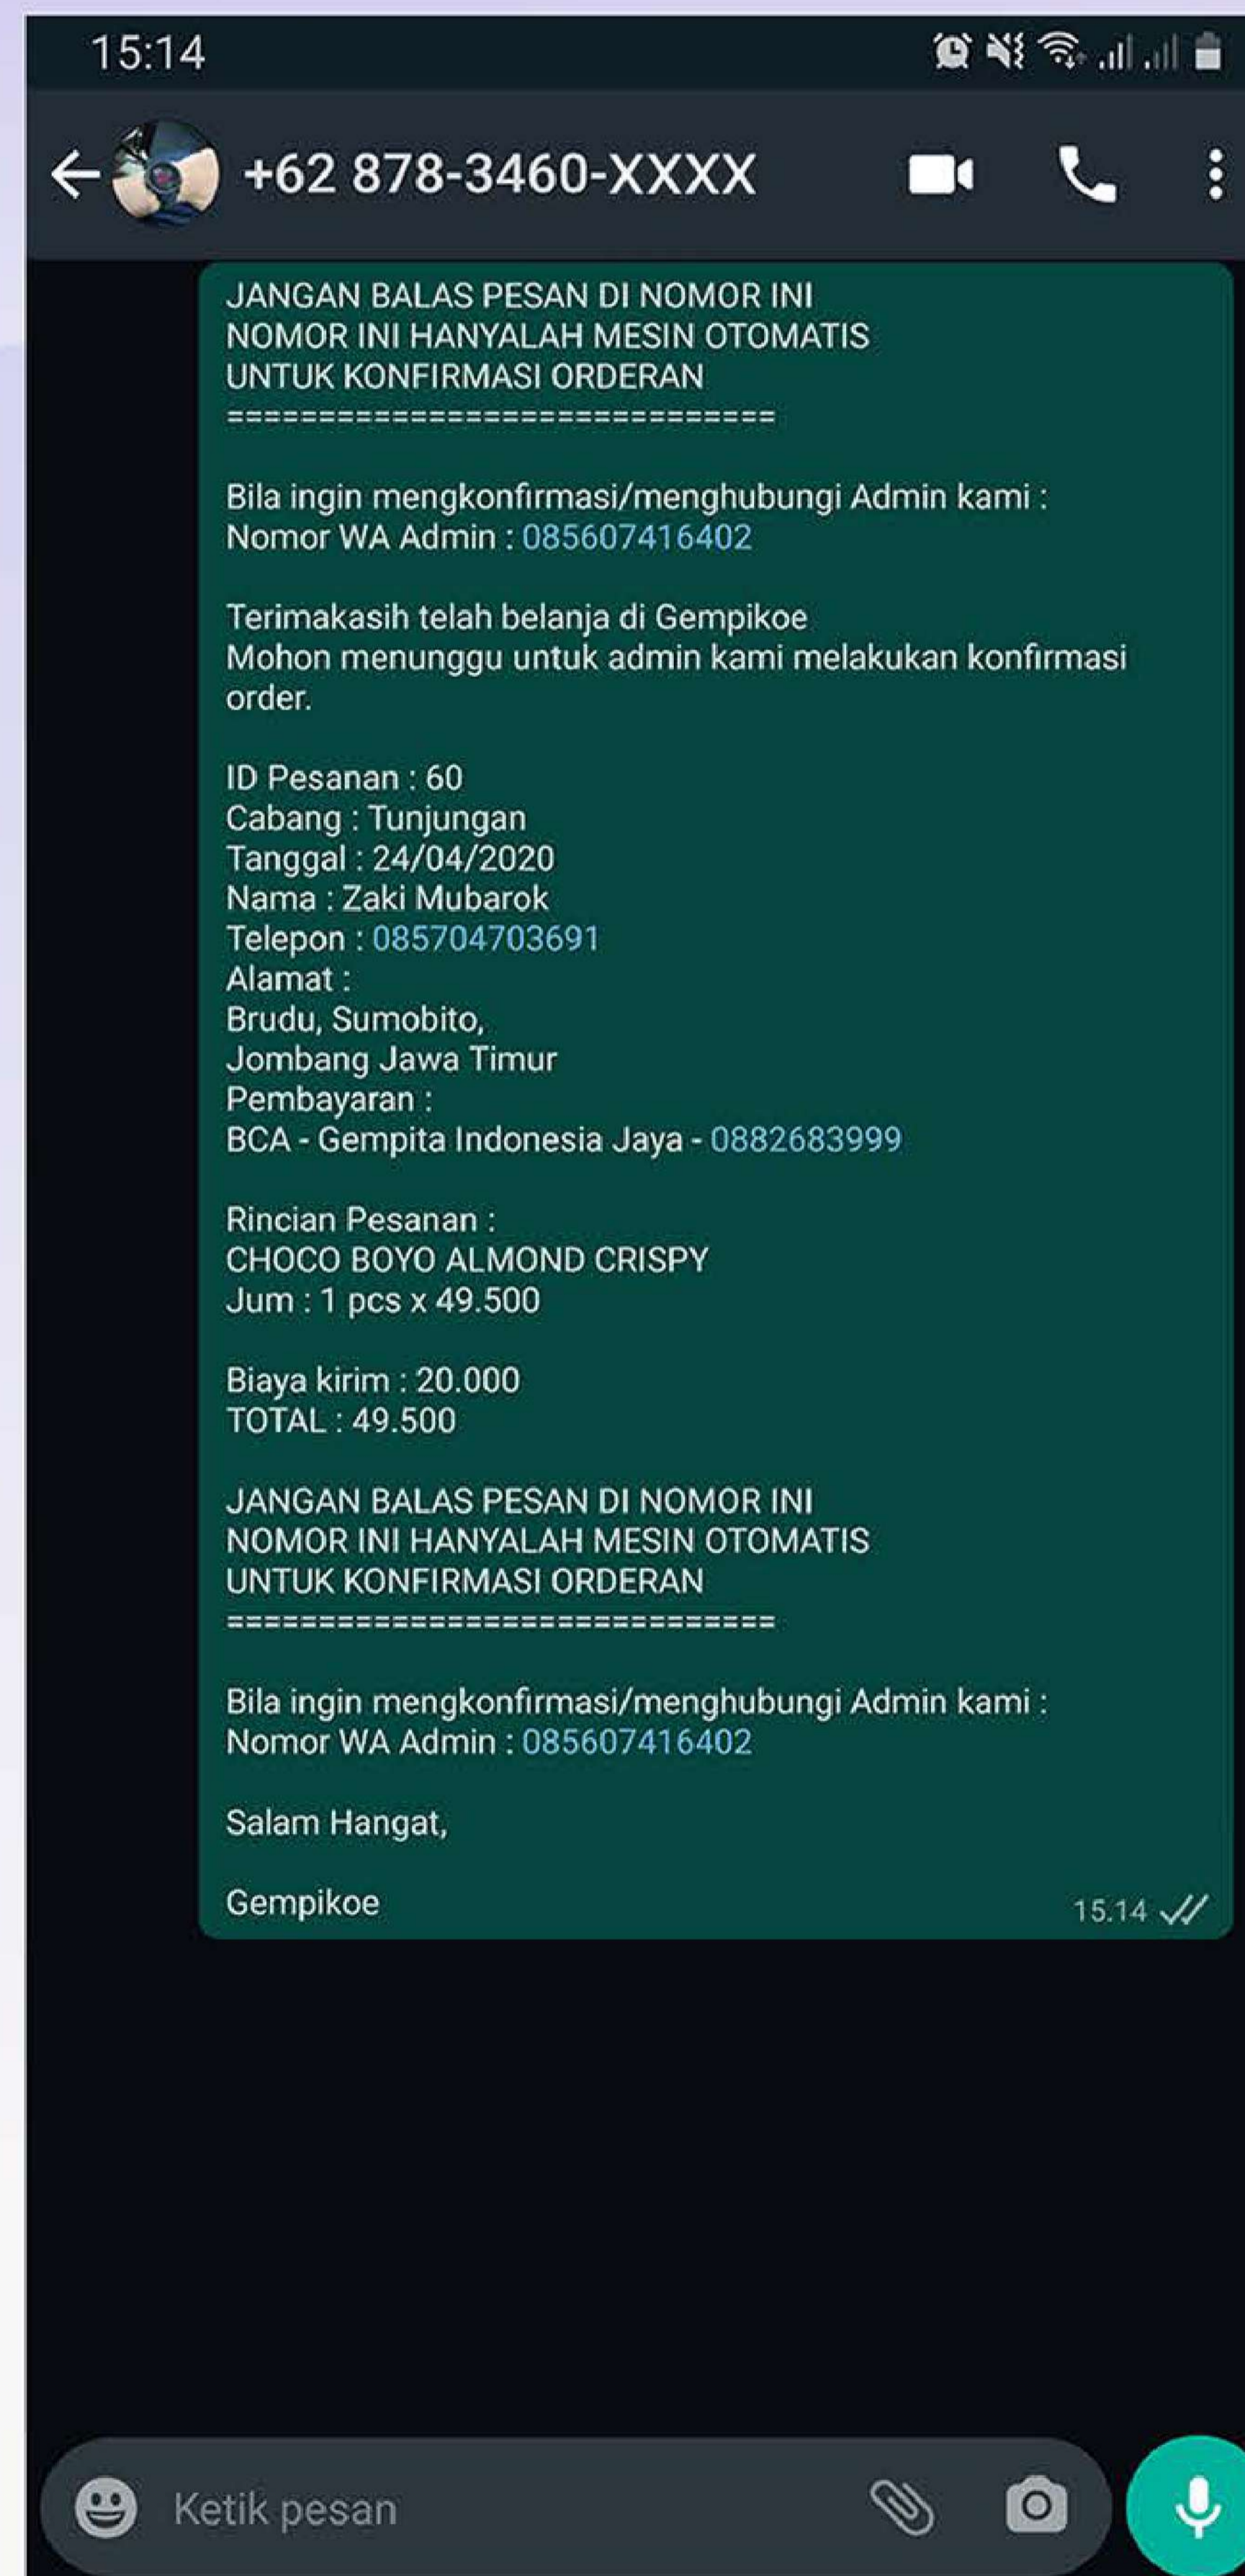 15:14
+62 878-3460-XXXX
JANGAN BALAS PESAN DI NOMOR INI
NOMOR INI HANYALAH MESIN OTOMATIS
UNTUK KONFIRMASI ORDERAN
==============================
Bila ingin mengkonfirmasi/menghubungi Admin kami :
Nomor WA Admin : 085607416402
Terimakasih telah belanja di Gempikoe
Mohon menunggu untuk admin kami melakukan konfirmasi
order.
ID Pesanan : 60
Cabang : Tunjungan
Tanggal : 24/04/2020
Nama : Zaki Mubarok
Telepon : 085704703691
Alamat :
Brudu, Sumobito,
Jombang Jawa Timur
Pembayaran :
BCA - Gempita Indonesia Jaya - 0882683999
Rincian Pesanan :
CHOCO BOYO ALMOND CRISPY
Jum : 1 pcs x 49.500
Biaya kirim : 20.000
TOTAL : 49.500
JANGAN BALAS PESAN DI NOMOR INI
NOMOR INI HANYALAH MESIN OTOMATIS
UNTUK KONFIRMASI ORDERAN
==============================
Bila ingin mengkonfirmasi/menghubungi Admin kami :
Nomor WA Admin : 085607416402
Salam Hangat,
Gempikoe
15.14
Ketik pesan